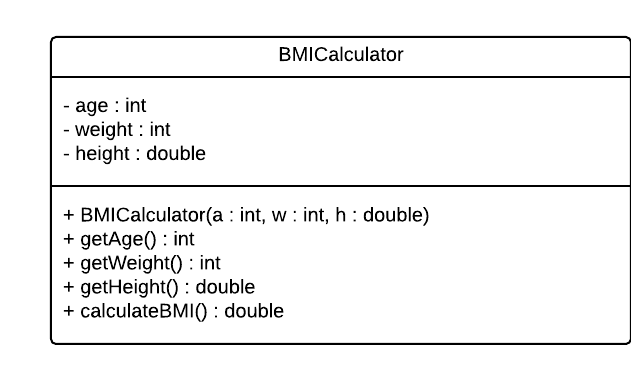 BMICalculator
- age : int
- weight : int
- height : double
+ BMICalculator(a : int, w : int, h : double)
+ getAge() : int
+ getWeight() : int
+ getHeight() : double
+ calculateBMI() : double